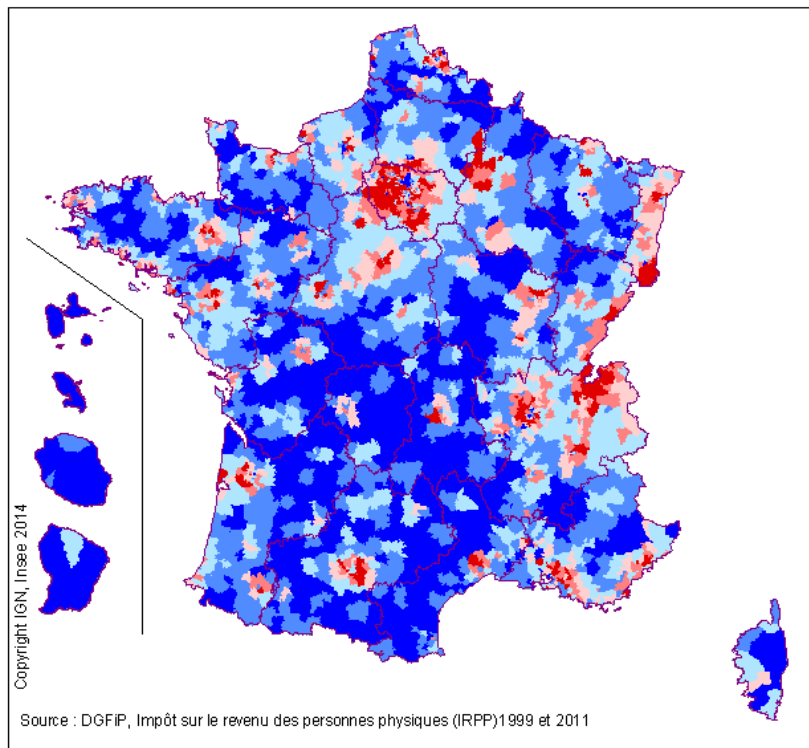 Copyright IGN, Insee 2014
Source : DGFiP, Impôt sur le revenu des personnes physiques (IRPP)1999 et 2011